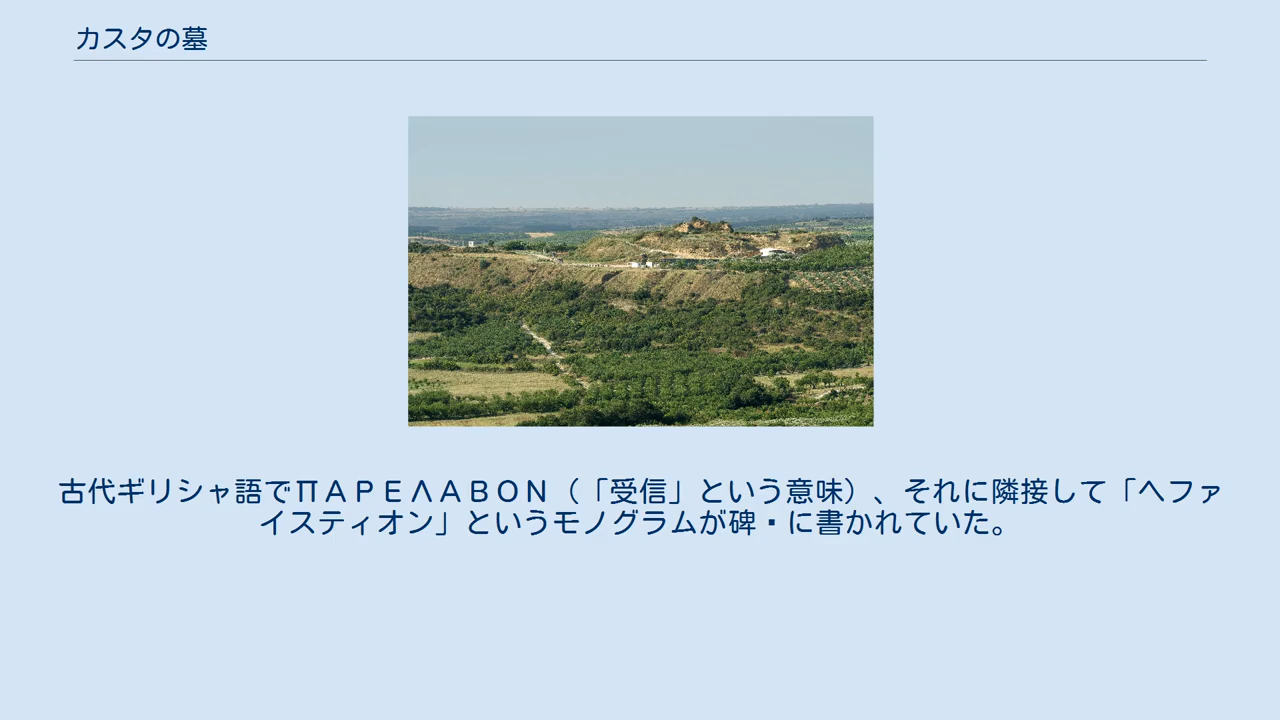 カスタの墓
古代ギリシャ語でΠΑΡΕΛΑΒΟΝ（「受信」という意味）、それに隣接して「ヘファ
イスティオン」というモノグラムが碑▪に書かれていた。